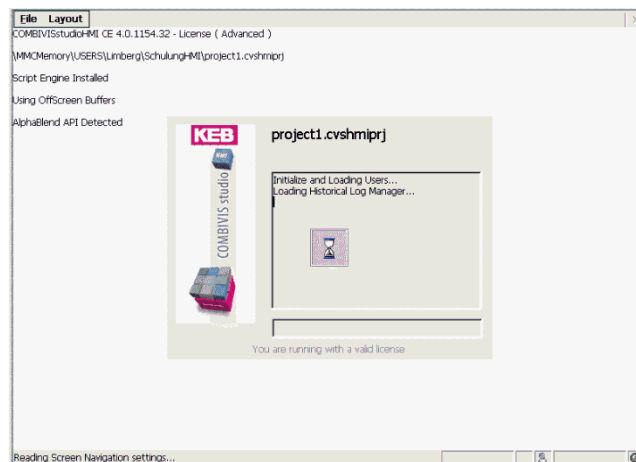 File Layout
COMBIVISstudioHMI CE 4.0.1154.32 - License ( Advanced )
\MMCMemory\USERS\Limberg\SchulungHMI\project1.cvshmiprj
Script Engine Installed
Using OffScreen Buffers
AlphaBlend API Detected
KEB
project1.cvshmiprj
HMI
COMBIVIS studio
Initialize and Loading Users...
Loading Historical Log Manager...
You are running with a valid license
Reading Screen Navigation settings...